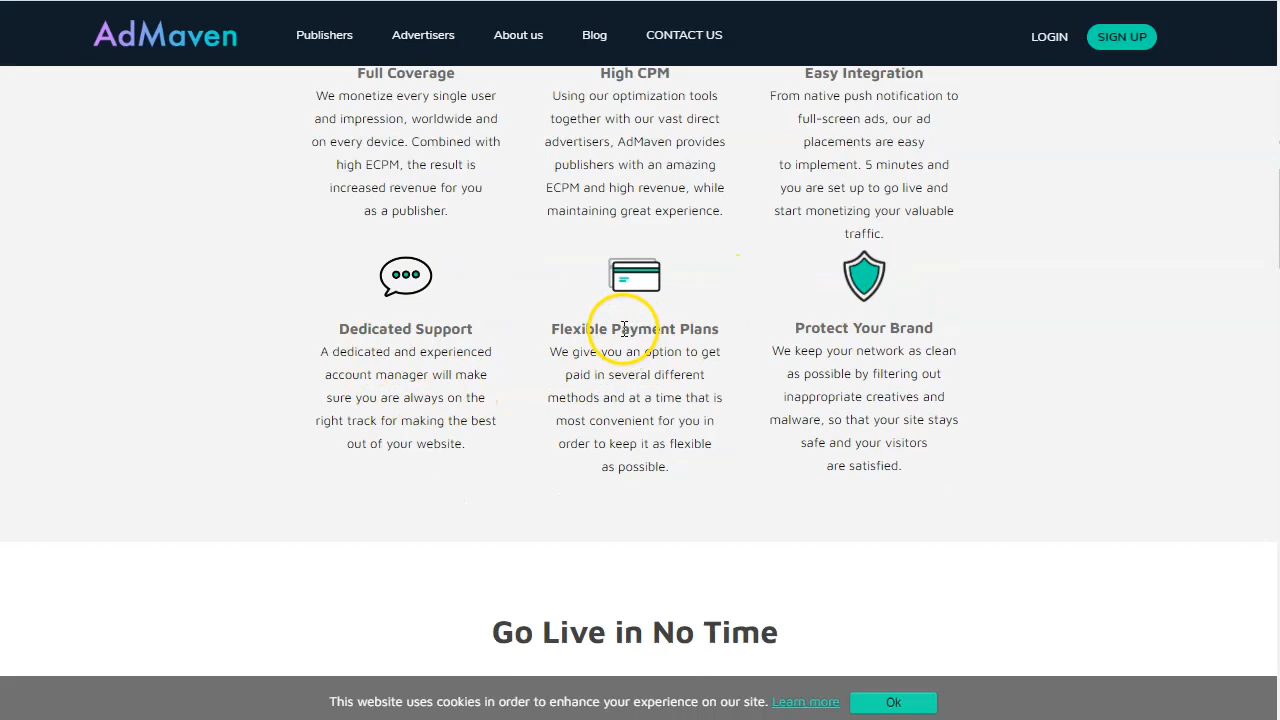 AdMaven
Publishers
Advertisers
About us
Blog
CONTACT US
LOGIN
SIGN UP
Full Coverage
We monetize every single user
and impression, worldwide and
on every device. Combined with
high ECPM, the result is
increased revenue for you
as a publisher.
High CPM
Using our optimization tools
together with our vast direct
advertisers, AdMaven provides
publishers with an amazing
ECPM and high revenue, while
maintaining great experience.
Easy Integration
From native push notification to
full-screen ads, our ad
placements are easy
to implement. 5 minutes and
you are set up to go live and
start monetizing your valuable
traffic.
Dedicated Support
A dedicated and experienced
account manager will make
sure you are always on the
right track for making the best
out of your website.
Flexible Payment Plans
We give you an option to get
paid in several different
methods and at a time that is
most convenient for you in
order to keep it as flexible
as possible.
Protect Your Brand
We keep your network as clean
as possible by filtering out
inappropriate creatives and
malware, so that your site stays
safe and your visitors
are satisfied.
Go Live in No Time
This website uses cookies in order to enhance your experience on our site. Learn more
Ok